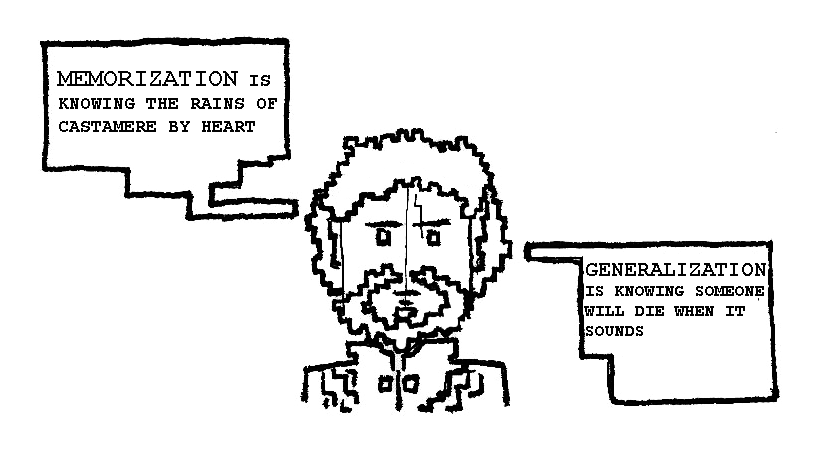 MEMORIZATION IS
KNOWING THE RAINS OF
CASTAMERE BY HEART
GENERALIZATION
IS KNOWING SOMEONE
WILL DIE WHEN IT
SOUNDS